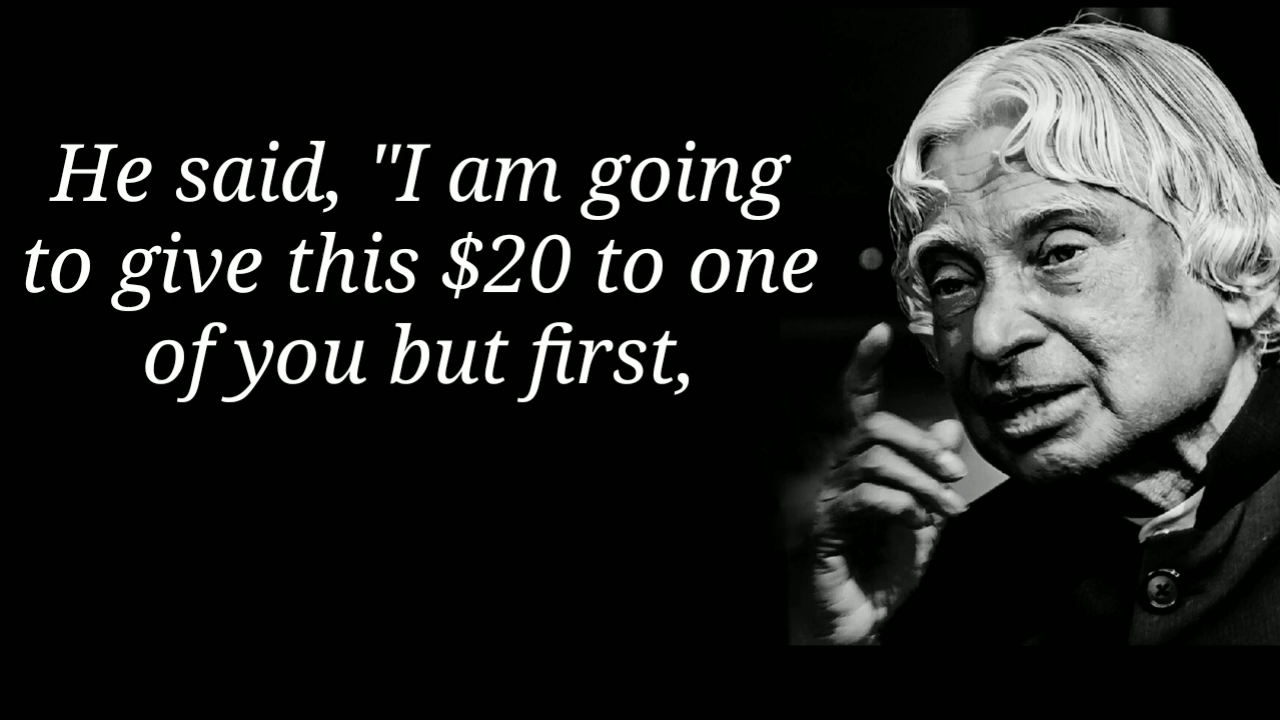 He said, "I am going
to give this $20 to one
of you but first,